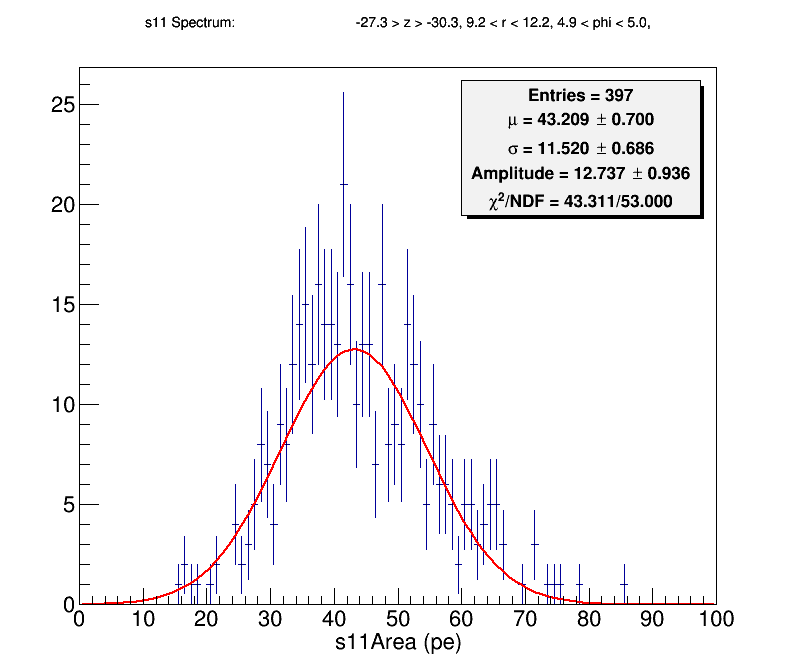 s11 Spectrum: -27.3 > z > -30.3, 9.2 < r < 12.2, 4.9 < phi < 5.0,
Entries = 397
μ = 43.209 ± 0.700
σ = 11.520 ± 0.686
Amplitude = 12.737 ± 0.936
χ²/NDF = 43.311/53.000
25
20
15
10
5
0
0 10 20 30 40 50 60 70 80 90 100
s11Area (pe)